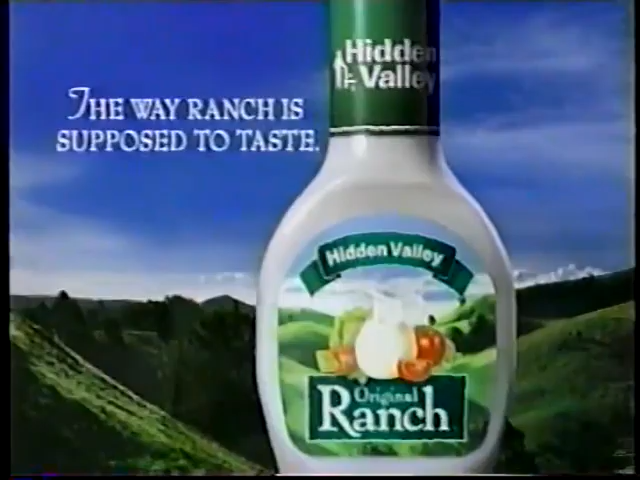 Hidden
Valley
THE WAY RANCH IS
SUPPOSED TO TASTE.
Hidden Valley
Original
Ranch